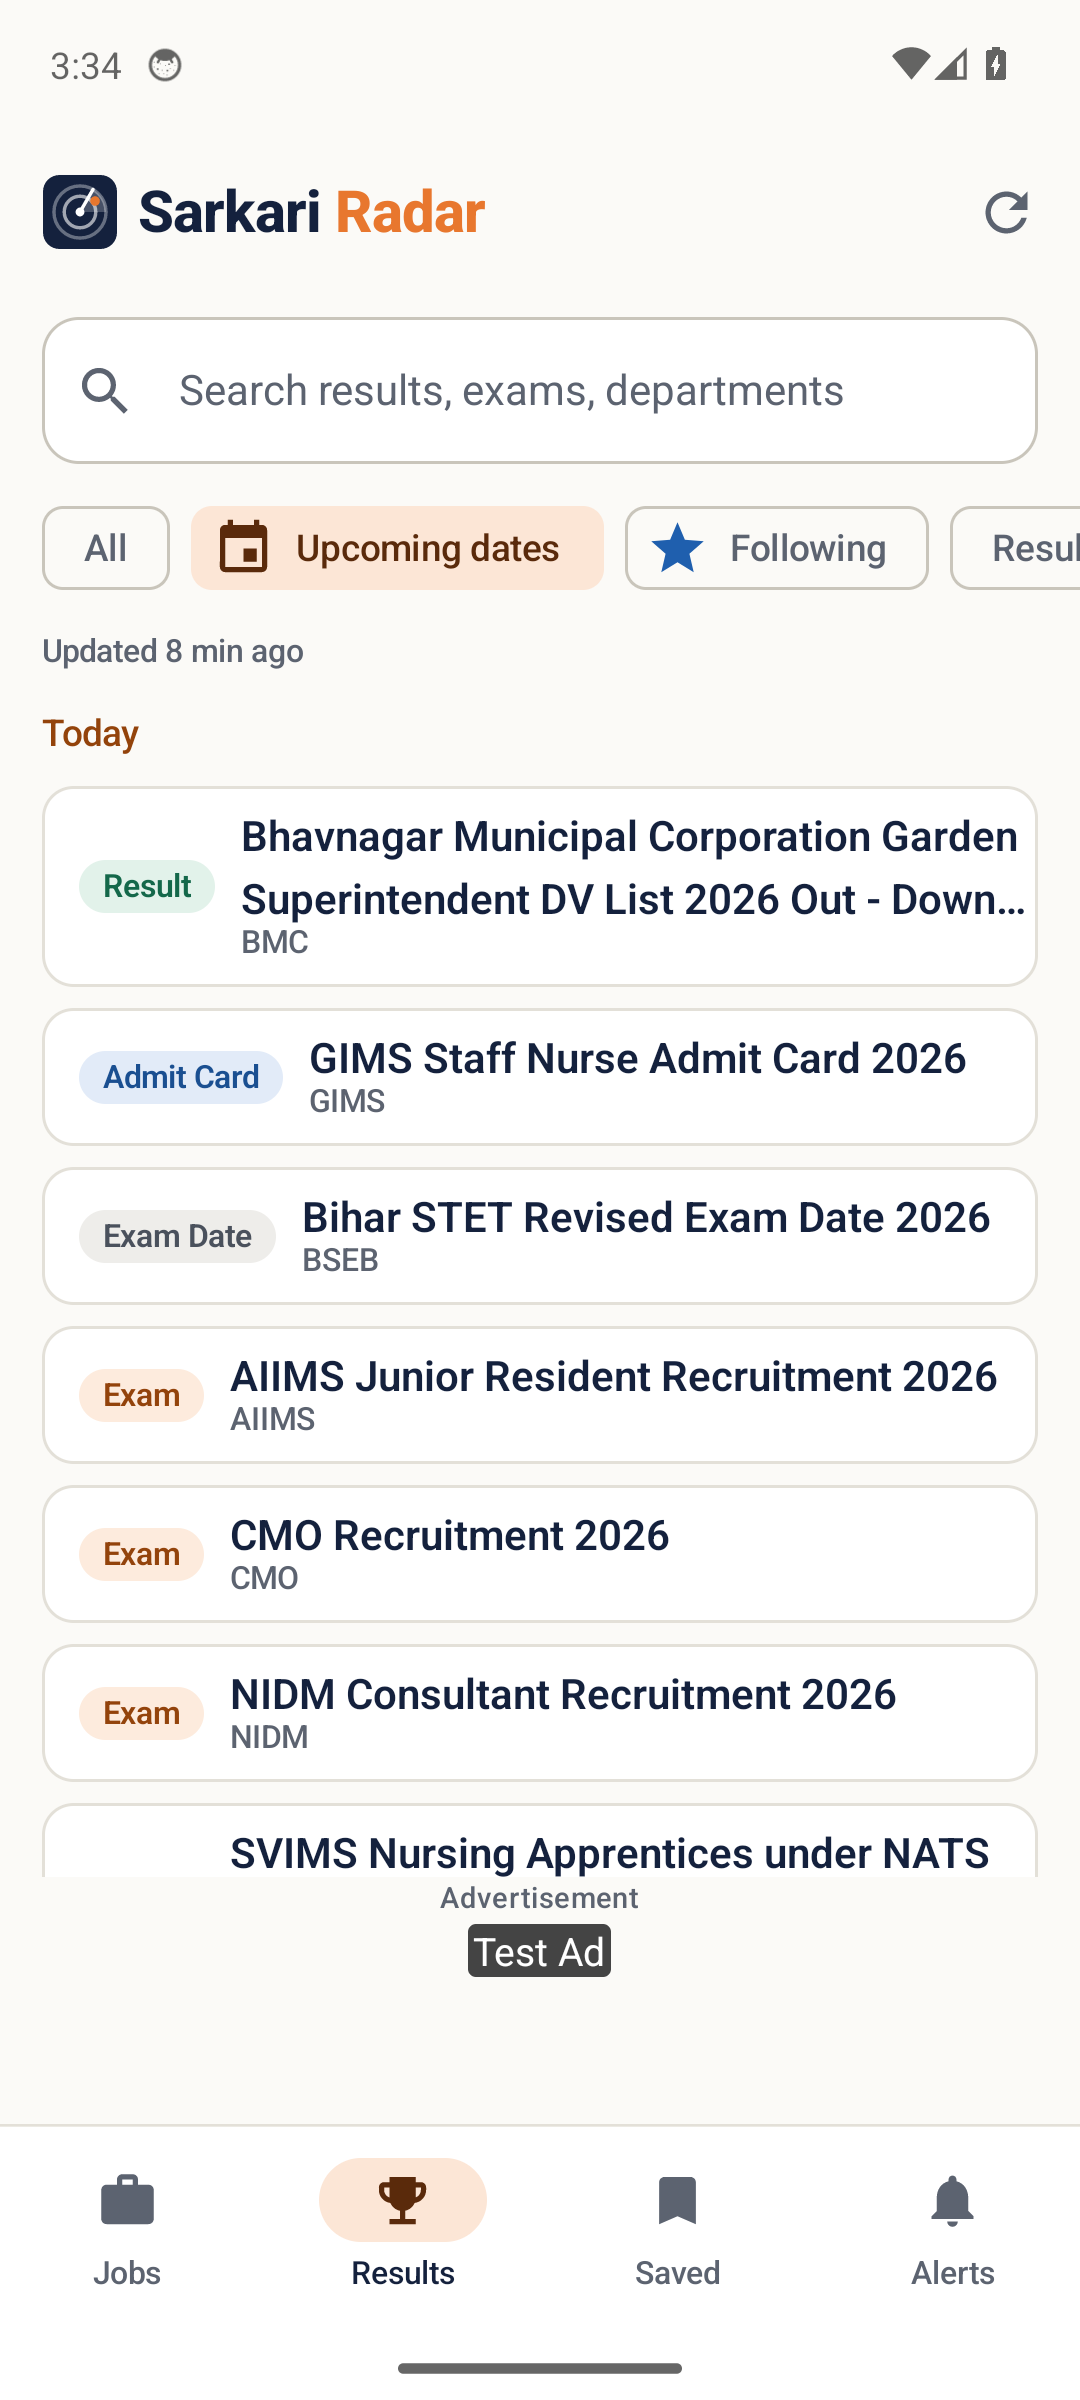 3:34
Sarkari Radar
Search results, exams, departments
All
Upcoming dates
Following
Resul
Updated 8 min ago
Today
Result
Bhavnagar Municipal Corporation Garden
Superintendent DV List 2026 Out - Down...
BMC
Admit Card
GIMS Staff Nurse Admit Card 2026
GIMS
Exam Date
Bihar STET Revised Exam Date 2026
BSEB
Exam
AIIMS Junior Resident Recruitment 2026
AIIMS
Exam
CMO Recruitment 2026
CMO
Exam
NIDM Consultant Recruitment 2026
NIDM
SVIMS Nursing Apprentices under NATS
Advertisement
Test Ad
Jobs
Results
Saved
Alerts